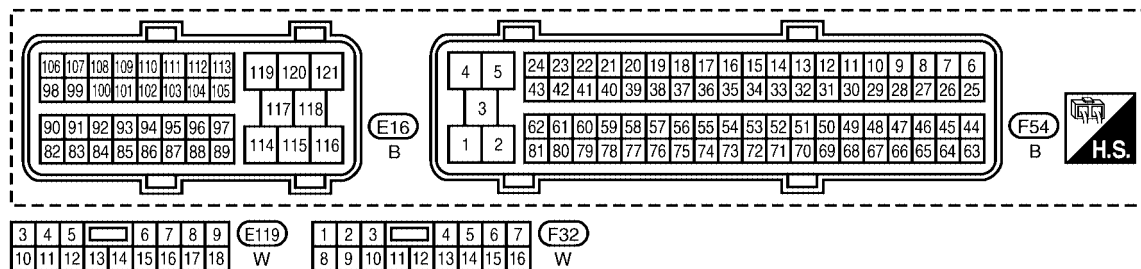 106 107 108 109 110 111 112 113 119 120 121 4 5 24 23 22 21 20 19 18 17 16 15 14 13 12 11 10 9 8 7 6
98 99 100 101 102 103 104 105 43 42 41 40 39 38 37 36 35 34 33 32 31 30 29 28 27 26 25
117 118 3
90 91 92 93 94 95 96 97 114 115 116 E16 1 2 62 61 60 59 58 57 56 55 54 53 52 51 50 49 48 47 46 45 44 F54
82 83 84 85 86 87 88 89 B 81 80 79 78 77 76 75 74 73 72 71 70 69 68 67 66 65 64 63 B H.S.
3 4 5 6 7 8 9 E119 1 2 3 4 5 6 7 F32
10 11 12 13 14 15 16 17 18 W 8 9 10 11 12 13 14 15 16 W